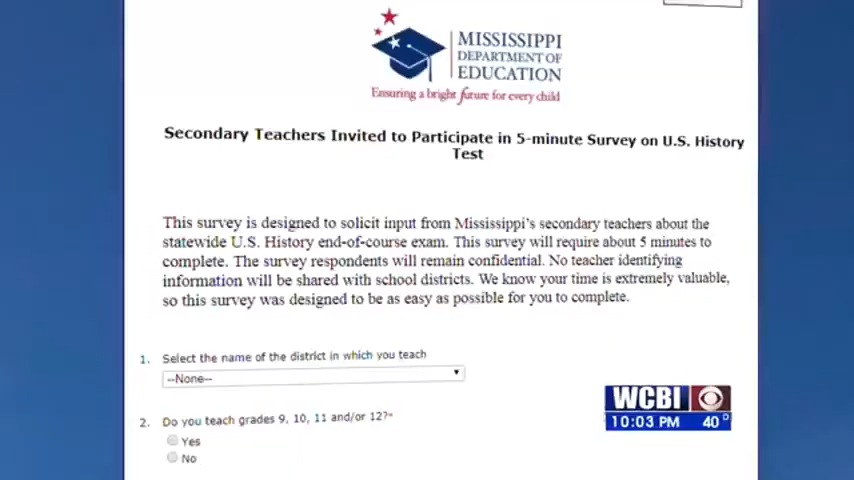 MISSISSIPPI
DEPARTMENT OF
EDUCATION
Ensuring a bright future for every child
Secondary Teachers Invited to Participate in 5-minute Survey on U.S. History
Test
This survey is designed to solicit input from Mississippi's secondary teachers about the
statewide U.S. History end-of-course exam. This survey will require about 5 minutes to
complete. The survey respondents will remain confidential. No teacher identifying
information will be shared with school districts. We know your time is extremely valuable,
so this survey was designed to be as easy as possible for you to complete.
1. Select the name of the district in which you teach
--None--
2. Do you teach grades 9, 10, 11 and/or 12?*
Yes
No
WCBI
10:03 PM 40°